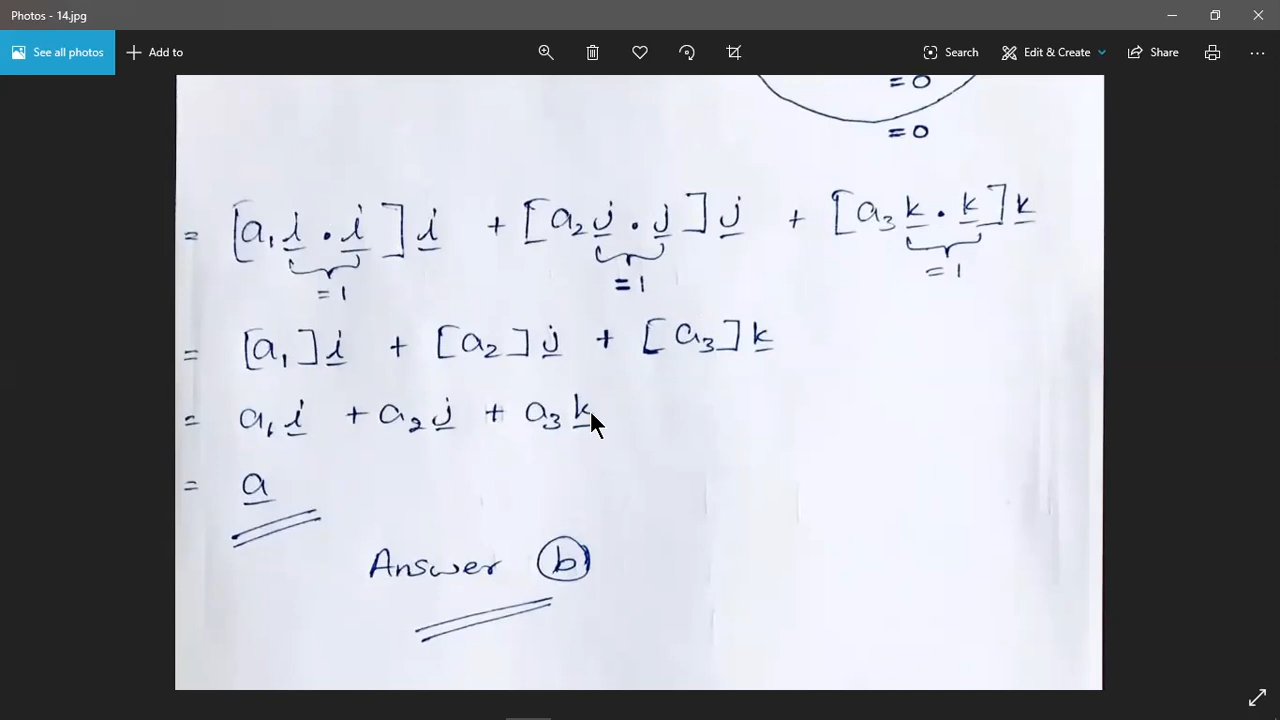 Photos - 14.jpg
See all photos
Add to
Search
Edit & Create
Share
= 0
= 0
= [a₁ i · i] i + [a₂ j · j] j + [a₃ k · k] k
= 1
= 1
= 1
= [a₁] i + [a₂] j + [a₃] k
= a₁ i + a₂ j + a₃ k
= a
Answer b